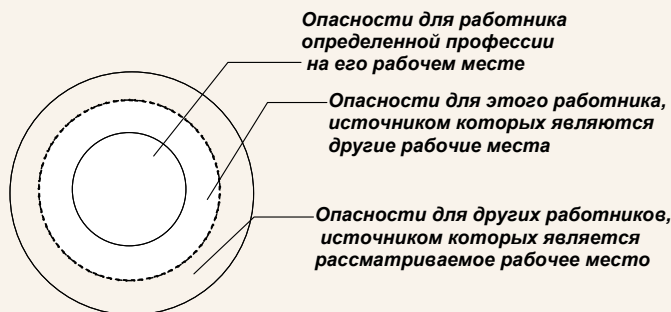 Опасности для работника
определенной профессии
на его рабочем месте
Опасности для этого работника,
источником которых являются
другие рабочие места
Опасности для других работников,
источником которых является
рассматриваемое рабочее место